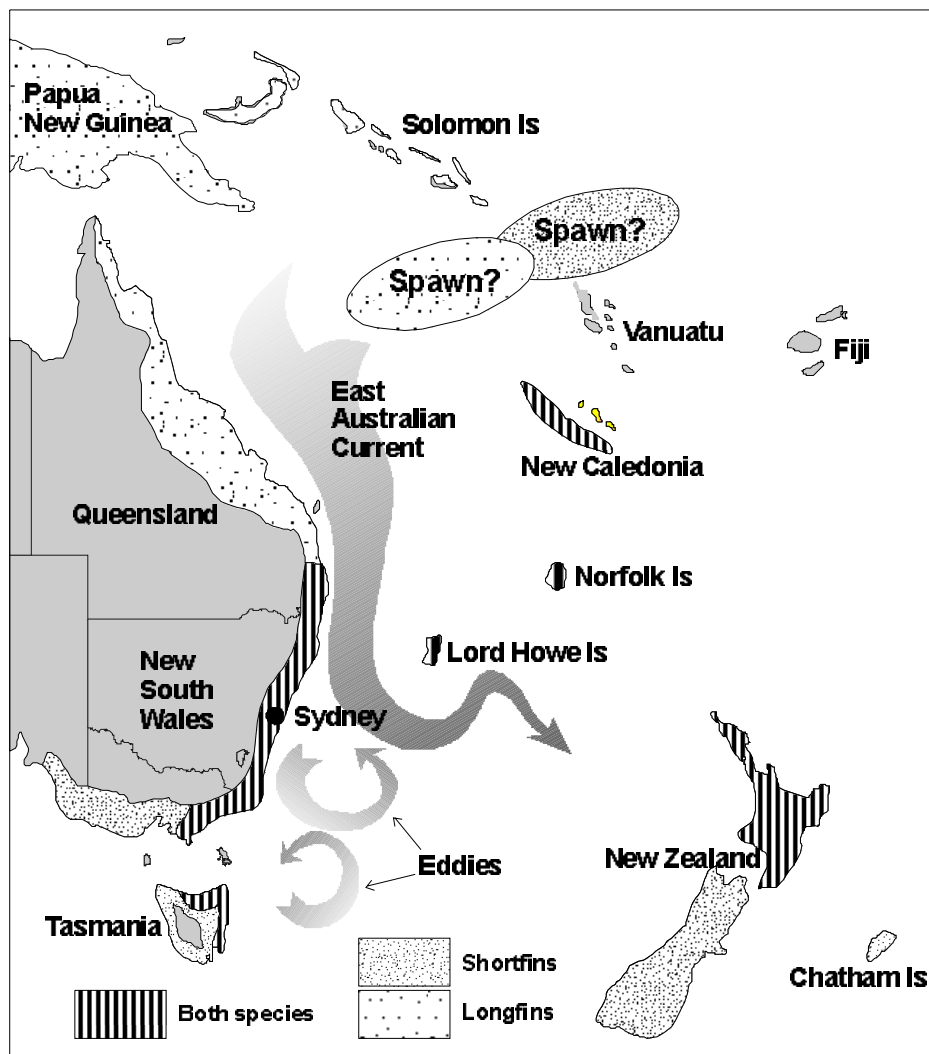 Papua
New Guinea
Solomon Is
Spawn?
Spawn?
Vanuatu
Fiji
East
Australian
Current
New Caledonia
Queensland
Norfolk Is
Lord Howe Is
New
South
Wales
Sydney
New Zealand
Eddies
Tasmania
Shortfins
Chatham Is
Both species
Longfins